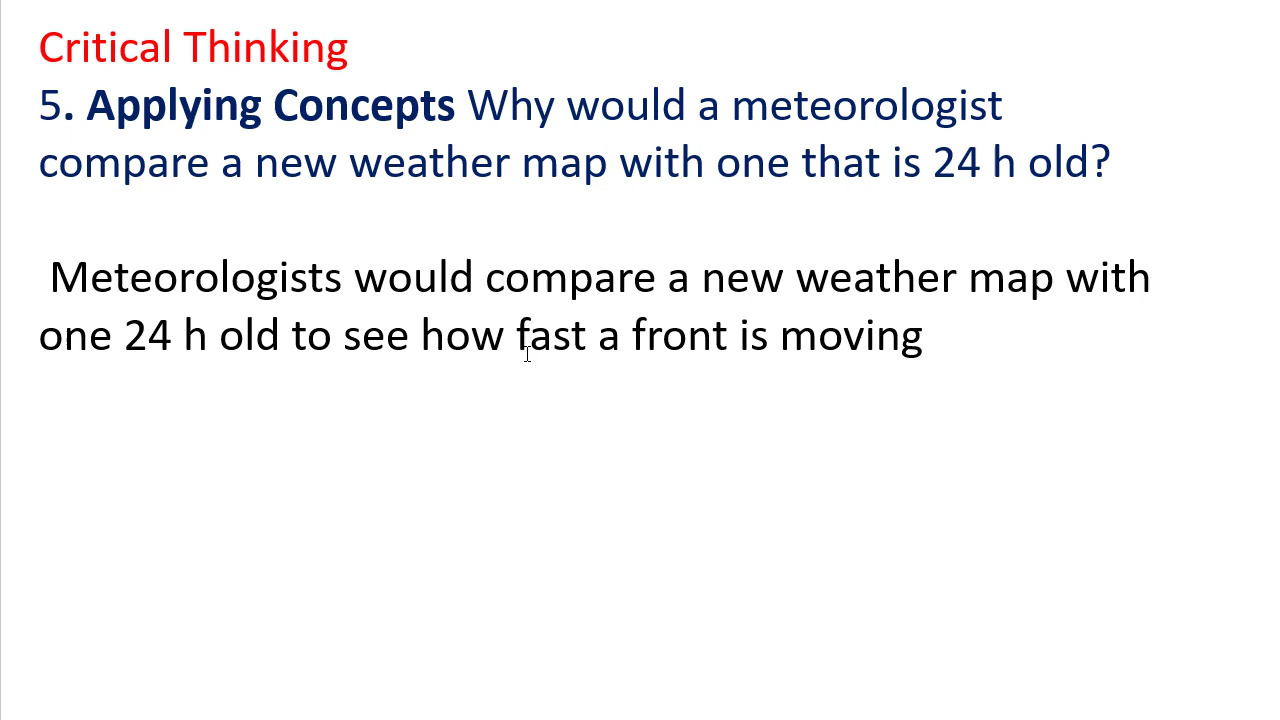 Critical Thinking
5. Applying Concepts Why would a meteorologist
compare a new weather map with one that is 24 h old?
Meteorologists would compare a new weather map with
one 24 h old to see how fast a front is moving